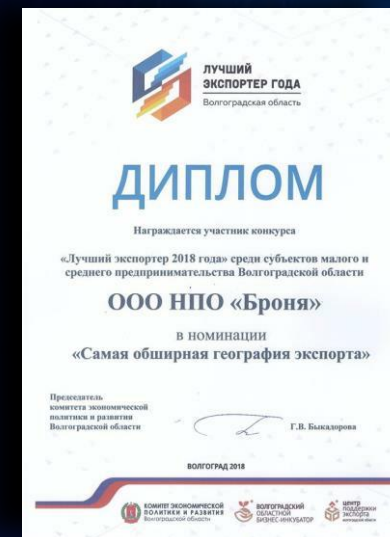 ЛУЧШИЙ
ЭКСПОРТЕР ГОДА
Волгоградская область
ДИПЛОМ
Награждается участник конкурса
«Лучший экспортер 2018 года» среди субъектов малого и
среднего предпринимательства Волгоградской области
ООО НПО «Броня»
в номинации
«Самая обширная география экспорта»
Председатель
комитета экономической
политики и развития
Волгоградской области
Г.В. Быкадорова
ВОЛГОГРАД 2018
КОМИТЕТ ЭКОНОМИЧЕСКОЙ
ПОЛИТИКИ И РАЗВИТИЯ
Волгоградской области
ВОЛГОГРАДСКИЙ
ОБЛАСТНОЙ
БИЗНЕС-ИНКУБАТОР
центр
поддержки
экспорта